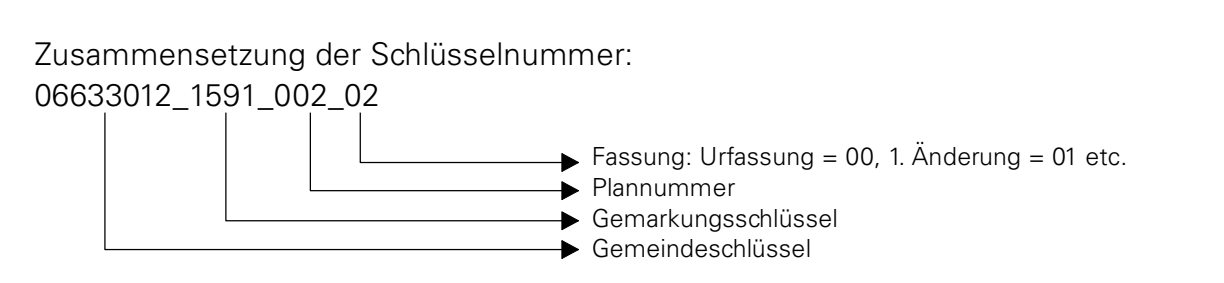 Zusammensetzung der Schlüsselnummer:
06633012_1591_002_02
Fassung: Urfassung = 00, 1. Änderung = 01 etc.
Plannummer
Gemarkungsschlüssel
Gemeindeschlüssel